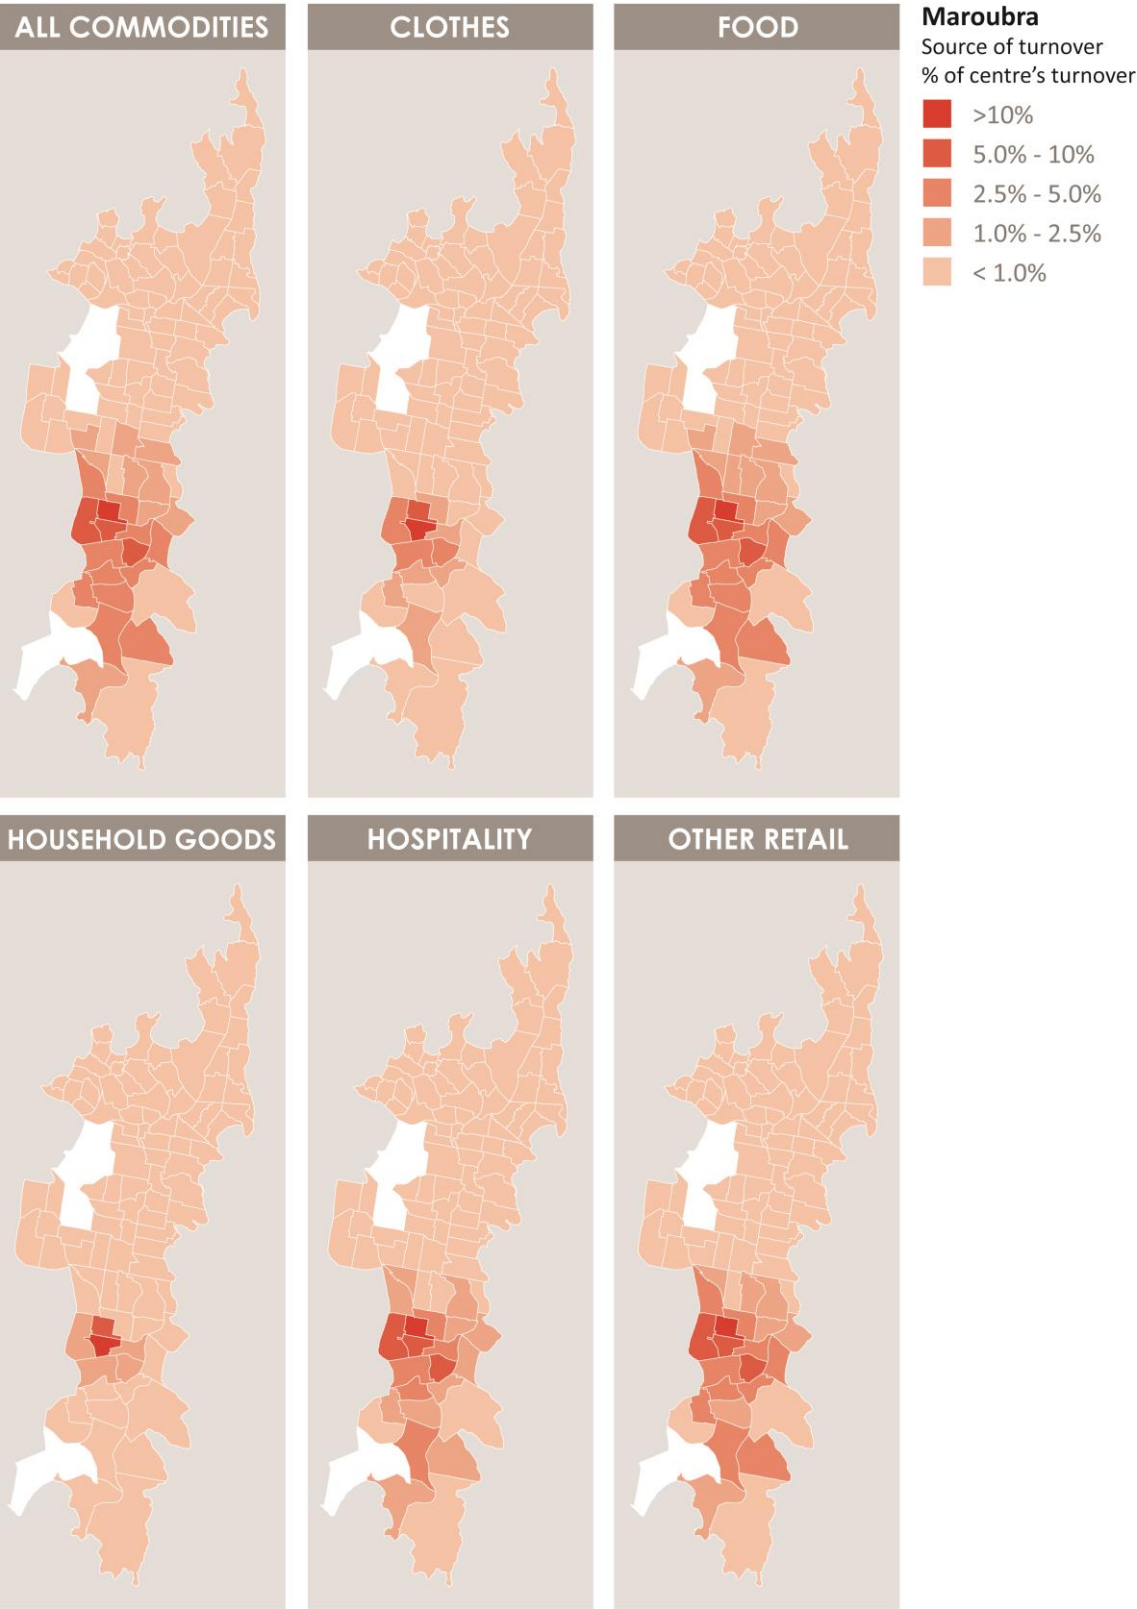 ALL COMMODITIES
CLOTHES
FOOD
Maroubra
Source of turnover
% of centre's turnover
>10%
5.0% - 10%
2.5% - 5.0%
1.0% - 2.5%
< 1.0%
HOUSEHOLD GOODS
HOSPITALITY
OTHER RETAIL